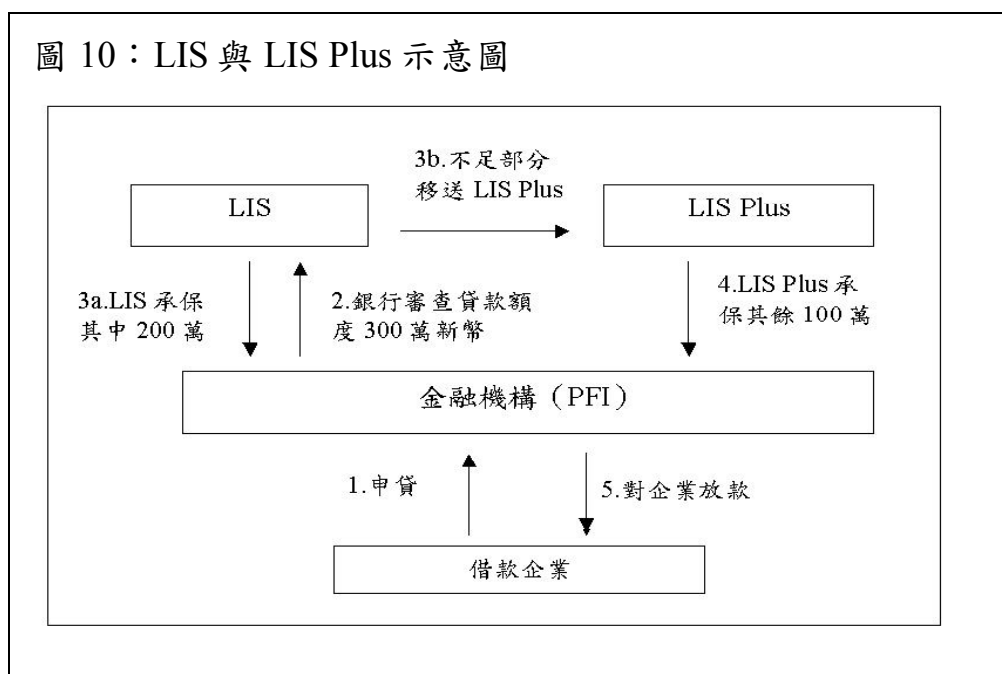 圖 10：LIS 與 LIS Plus 示意圖
3b.不足部分
移送 LIS Plus
LIS
LIS Plus
3a.LIS 承保
其中 200 萬
2.銀行審查貸款額
度 300 萬新幣
4.LIS Plus 承
保其餘 100 萬
金融機構（PFI）
1.申貸
5.對企業放款
借款企業